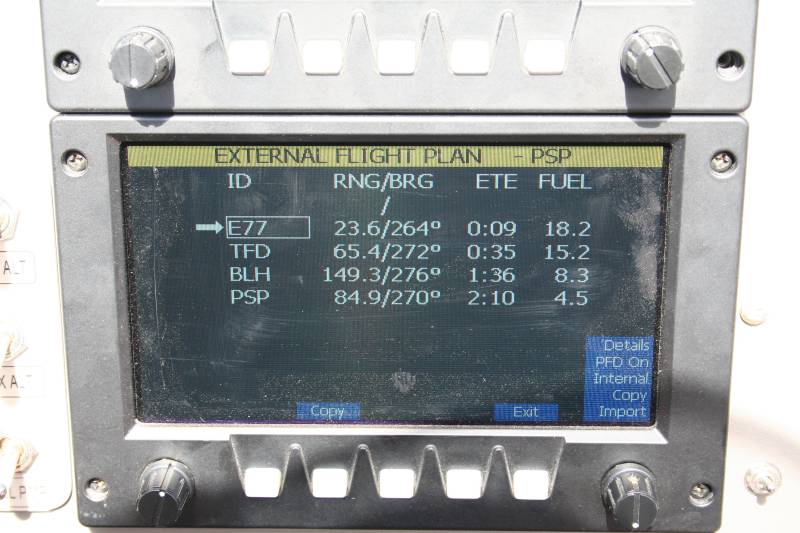 EXTERNAL FLIGHT PLAN - PSP
ID RNG/BRG ETE FUEL
/
E77 23.6/264º 0:09 18.2
TFD 65.4/272º 0:35 15.2
BLH 149.3/276º 1:36 8.3
PSP 84.9/270º 2:10 4.5
Details
PFD On
Internal
Copy
Import
Copy
Exit
ALT
X ALT